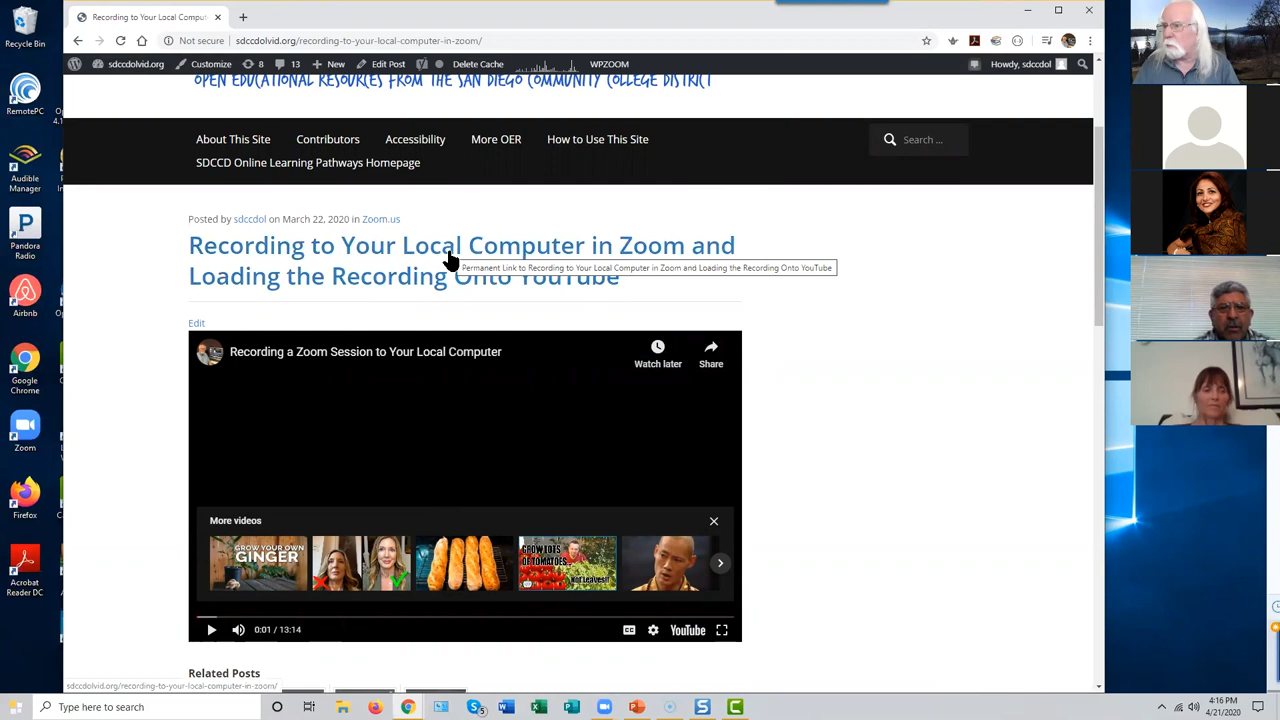 Recording to Your Local Comput
Not secure
sdccdolvid.org/recording-to-your-local-computer-in-zoom/
sdccdolvid.org
Customize
8
13
New
Edit Post
Delete Cache
WPZOOM
Howdy, sdccdol
OPEN EDUCATIONAL RESOURCES FROM THE SAN DIEGO COMMUNITY COLLEGE DISTRICT
About This Site
Contributors
Accessibility
More OER
How to Use This Site
Search ...
SDCCD Online Learning Pathways Homepage
Posted by sdccdol on March 22, 2020 in Zoom.us
Recording to Your Local Computer in Zoom and
Loading the Recording Onto YouTube
Permanent Link to Recording to Your Local Computer in Zoom and Loading the Recording Onto YouTube
Edit
Recording a Zoom Session to Your Local Computer
Watch later
Share
More videos
GROW YOUR OWN
GINGER
GROW LOTS
OF TOMATOES
NOT LEAVES!!
0:01 / 13:14
YouTube
Related Posts
sdccdolvid.org/recording-to-your-local-computer-in-zoom/
Recycle Bin
RemotePC
4.1
Audible
Manager
Pandora
Radio
Airbnb
Google
Chrome
Zoom
Firefox
Acrobat
Reader DC
Type here to search
5
4:16 PM
4/21/2020